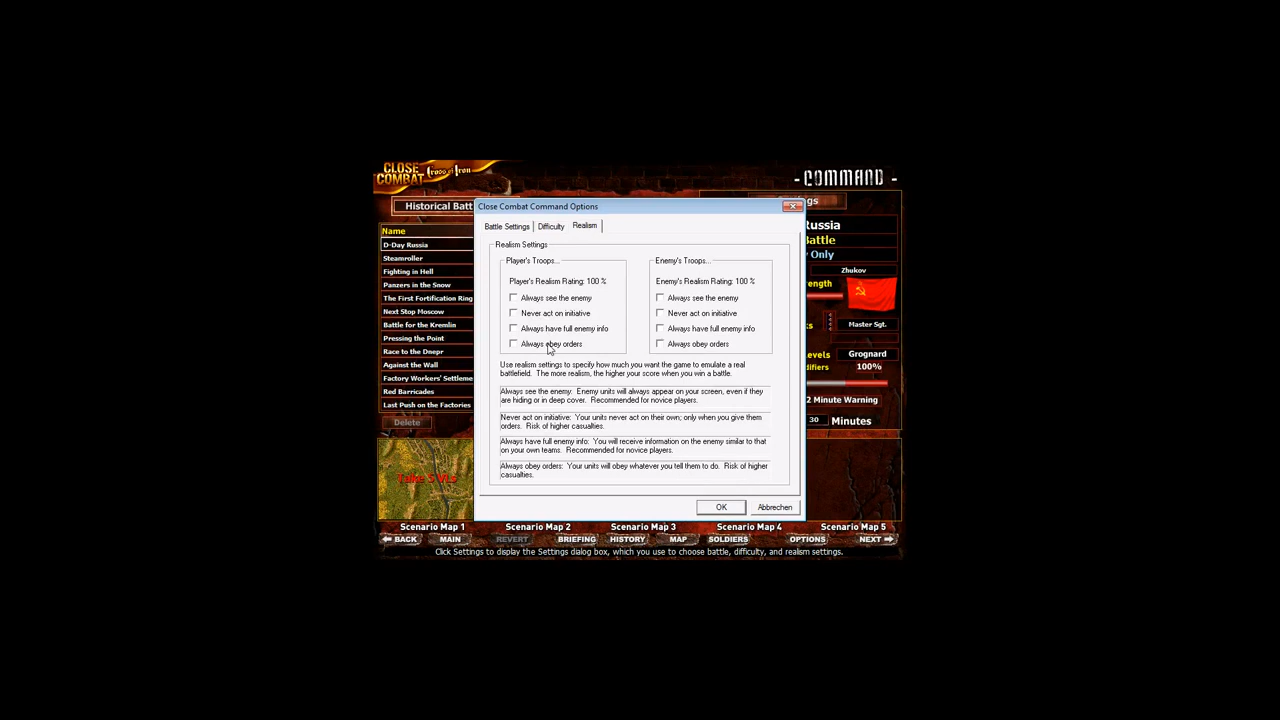 CLOSE COMBAT Cross of Iron
- COMMAND -
Historical Batt
ngs
Close Combat Command Options
Battle Settings
Difficulty
Realism
Name
D-Day Russia
Steamroller
Fighting in Hell
Panzers in the Snow
The First Fortification Ring
Next Stop Moscow
Battle for the Kremlin
Pressing the Point
Race to the Dnepr
Against the Wall
Factory Workers' Settleme
Red Barricades
Last Push on the Factories
Delete
Take 5 VLs
Realism Settings
Player's Troops...
Player's Realism Rating: 100 %
Always see the enemy
Never act on initiative
Always have full enemy info
Always obey orders
Enemy's Troops...
Enemy's Realism Rating: 100 %
Always see the enemy
Never act on initiative
Always have full enemy info
Always obey orders
Use realism settings to specify how much you want the game to emulate a real
battlefield. The more realism, the higher your score when you win a battle.
Always see the enemy: Enemy units will always appear on your screen, even if they
are hiding or in deep cover. Recommended for novice players.
Never act on initiative: Your units never act on their own; only when you give them
orders. Risk of higher casualties.
Always have full enemy info: You will receive information on the enemy similar to that
on your own teams. Recommended for novice players.
Always obey orders: Your units will obey whatever you tell them to do. Risk of higher
casualties.
OK
Abbrechen
Russia
Battle
Only
Zhukov
ength
Master Sgt.
evels
Grognard
difiers
100%
2 Minute Warning
30 Minutes
Scenario Map 1
Scenario Map 2
Scenario Map 3
Scenario Map 4
Scenario Map 5
BACK
MAIN
REVERT
BRIEFING
HISTORY
MAP
SOLDIERS
OPTIONS
NEXT
Click Settings to display the Settings dialog box, which you use to choose battle, difficulty, and realism settings.